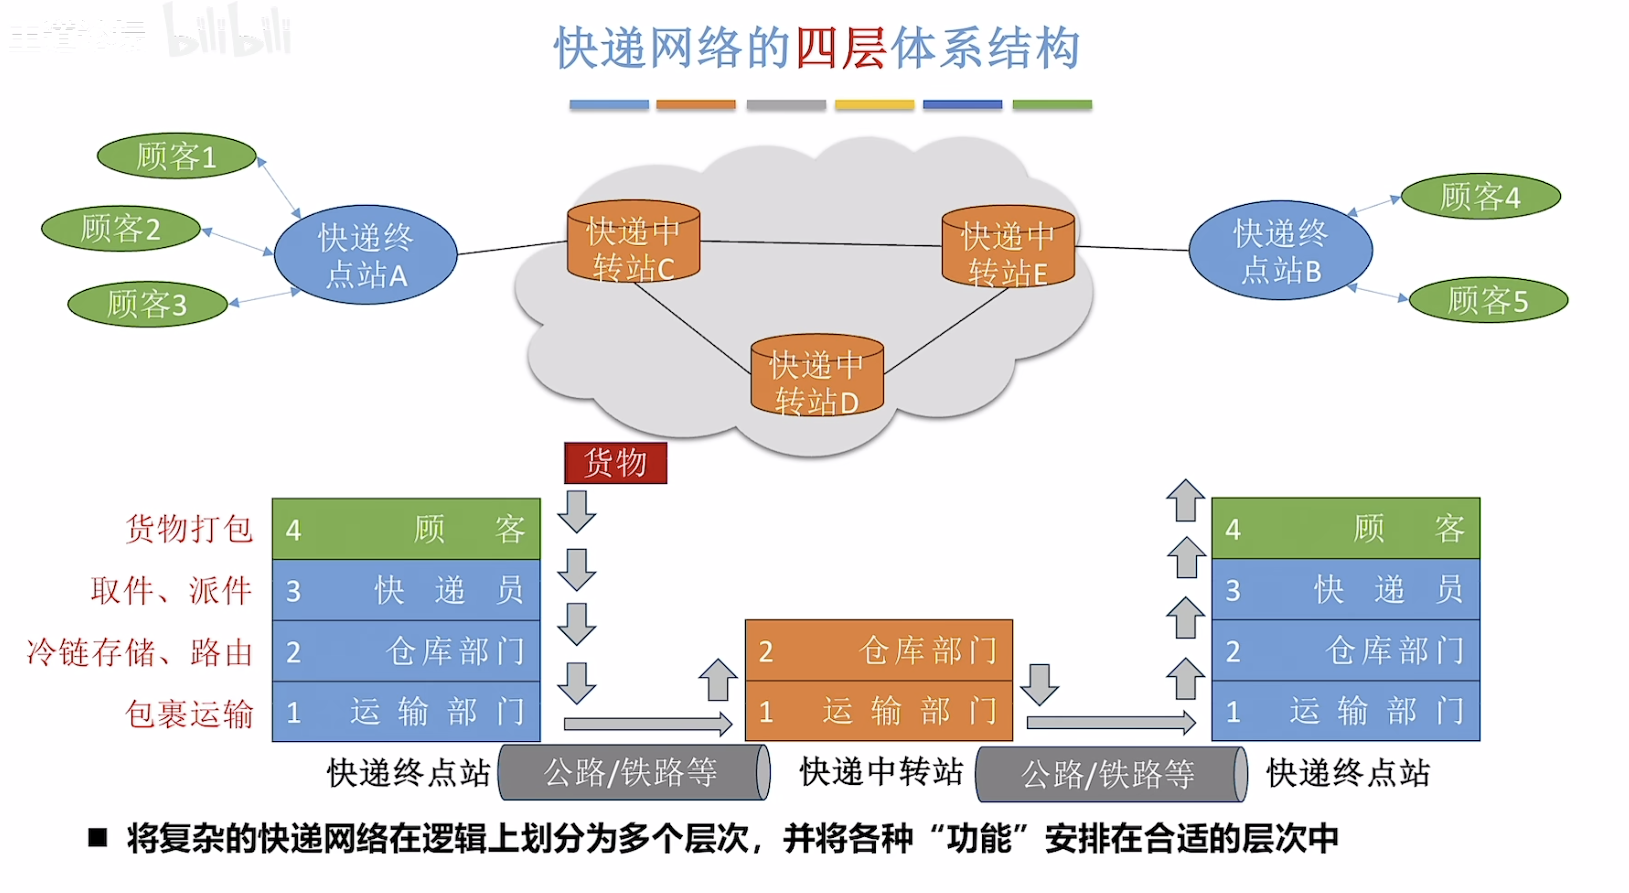 bilibili
快递网络的四层体系结构
顾客1
顾客2
顾客3
快递终
点站A
快递中
转站C
快递中
转站E
快递中
转站D
快递终
点站B
顾客4
顾客5
货物
货物打包
取件、派件
冷链存储、路由
包裹运输
4 顾 客
3 快 递 员
2 仓库部门
1 运 输 部 门
2 仓库部门
1 运 输 部 门
4 顾 客
3 快 递 员
2 仓库部门
1 运 输 部 门
快递终点站
公路/铁路等
快递中转站
公路/铁路等
快递终点站
■ 将复杂的快递网络在逻辑上划分为多个层次，并将各种“功能”安排在合适的层次中